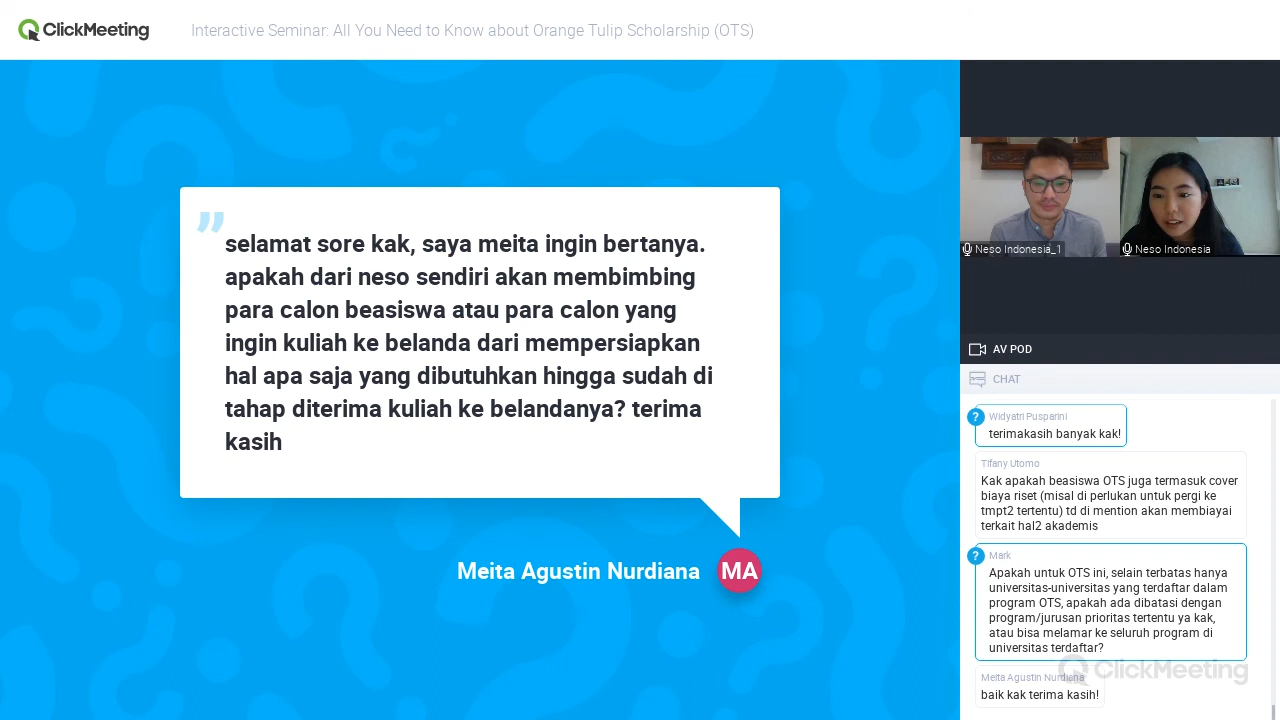 ClickMeeting
Interactive Seminar: All You Need to Know about Orange Tulip Scholarship (OTS)
selamat sore kak, saya meita ingin bertanya.
apakah dari neso sendiri akan membimbing
para calon beasiswa atau para calon yang
ingin kuliah ke belanda dari mempersiapkan
hal apa saja yang dibutuhkan hingga sudah di
tahap diterima kuliah ke belandanya? terima
kasih
Meita Agustin Nurdiana
MA
Neso Indonesia_1
Neso Indonesia
AV POD
CHAT
?
Widyatri Pusparini
terimakasih banyak kak!
Tifany Utomo
Kak apakah beasiswa OTS juga termasuk cover
biaya riset (misal di perlukan untuk pergi ke
tmpt2 tertentu) td di mention akan membiayai
terkait hal2 akademis
?
Mark
Apakah untuk OTS ini, selain terbatas hanya
universitas-universitas yang terdaftar dalam
program OTS, apakah ada dibatasi dengan
program/jurusan prioritas tertentu ya kak,
atau bisa melamar ke seluruh program di
universitas terdaftar?
ClickMeeting
Meita Agustin Nurdiana
baik kak terima kasih!